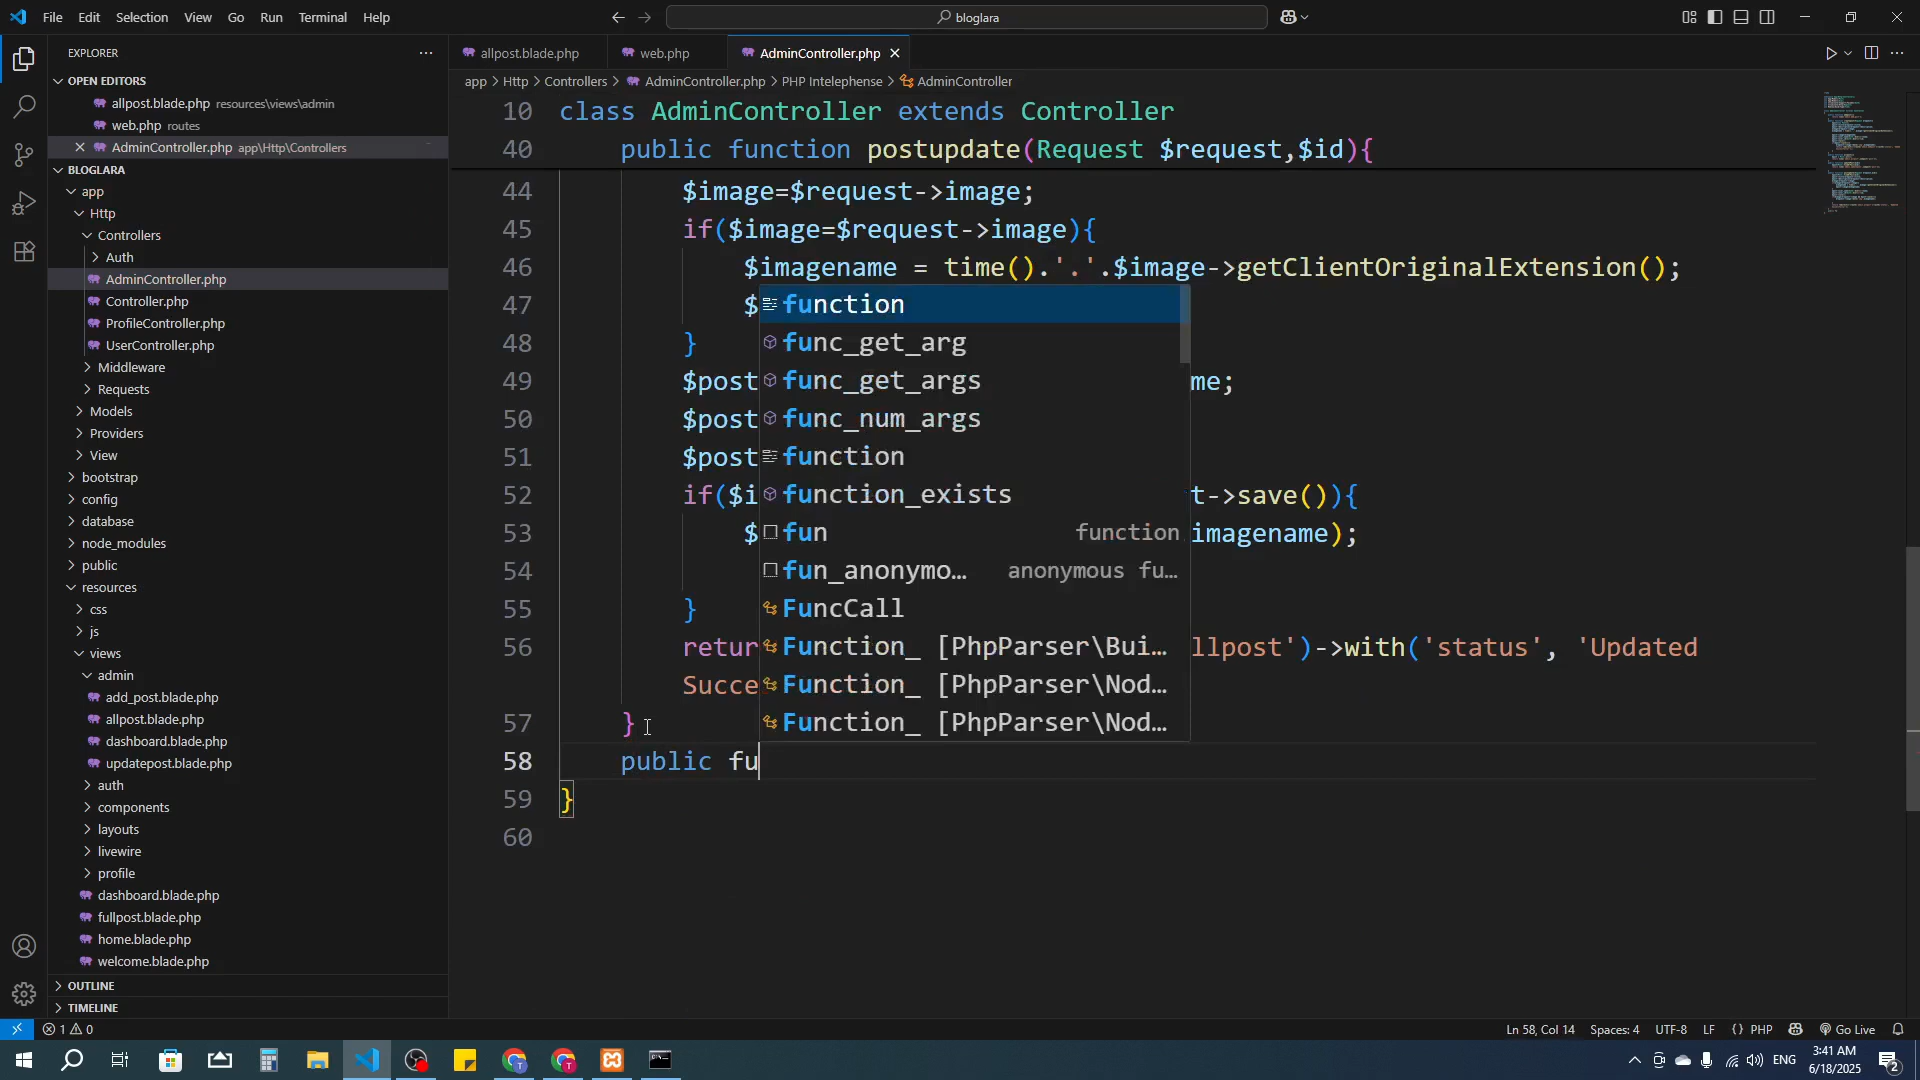 File Edit Selection View Go Run Terminal Help
bloglara
EXPLORER
OPEN EDITORS
allpost.blade.php resources\views\admin
web.php routes
AdminController.php app\Http\Controllers
BLOGLARA
app
Http
Controllers
Auth
AdminController.php
Controller.php
ProfileController.php
UserController.php
Middleware
Requests
Models
Providers
View
bootstrap
config
database
node_modules
public
resources
css
js
views
admin
add_post.blade.php
allpost.blade.php
dashboard.blade.php
updatepost.blade.php
auth
components
layouts
livewire
profile
dashboard.blade.php
fullpost.blade.php
home.blade.php
welcome.blade.php
OUTLINE
TIMELINE
allpost.blade.php web.php AdminController.php
app > Http > Controllers > AdminController.php > PHP Intelephense > AdminController
10 class AdminController extends Controller
40 public function postupdate(Request $request,$id){
44 $image=$request->image;
45 if($image=$request->image){
46 $imagename = time().'.'.$image->getClientOriginalExtension();
47 $
48 }
49 $post me;
50 $post
51 $post
52 if($i t->save()){
53 $ imagename);
54
55 }
56 retur llpost')->with('status', 'Updated
Succe
57 }
58 public fu
59 }
60
function
func_get_arg
func_get_args
func_num_args
function
function_exists
fun function
fun_anonymo... anonymous fu...
FuncCall
Function_ [PhpParser\Bui...
Function_ [PhpParser\Nod...
Function_ [PhpParser\Nod...
1 0 Ln 58, Col 14 Spaces: 4 UTF-8 LF {} PHP Go Live
ENG 3:41 AM
6/18/2025 2